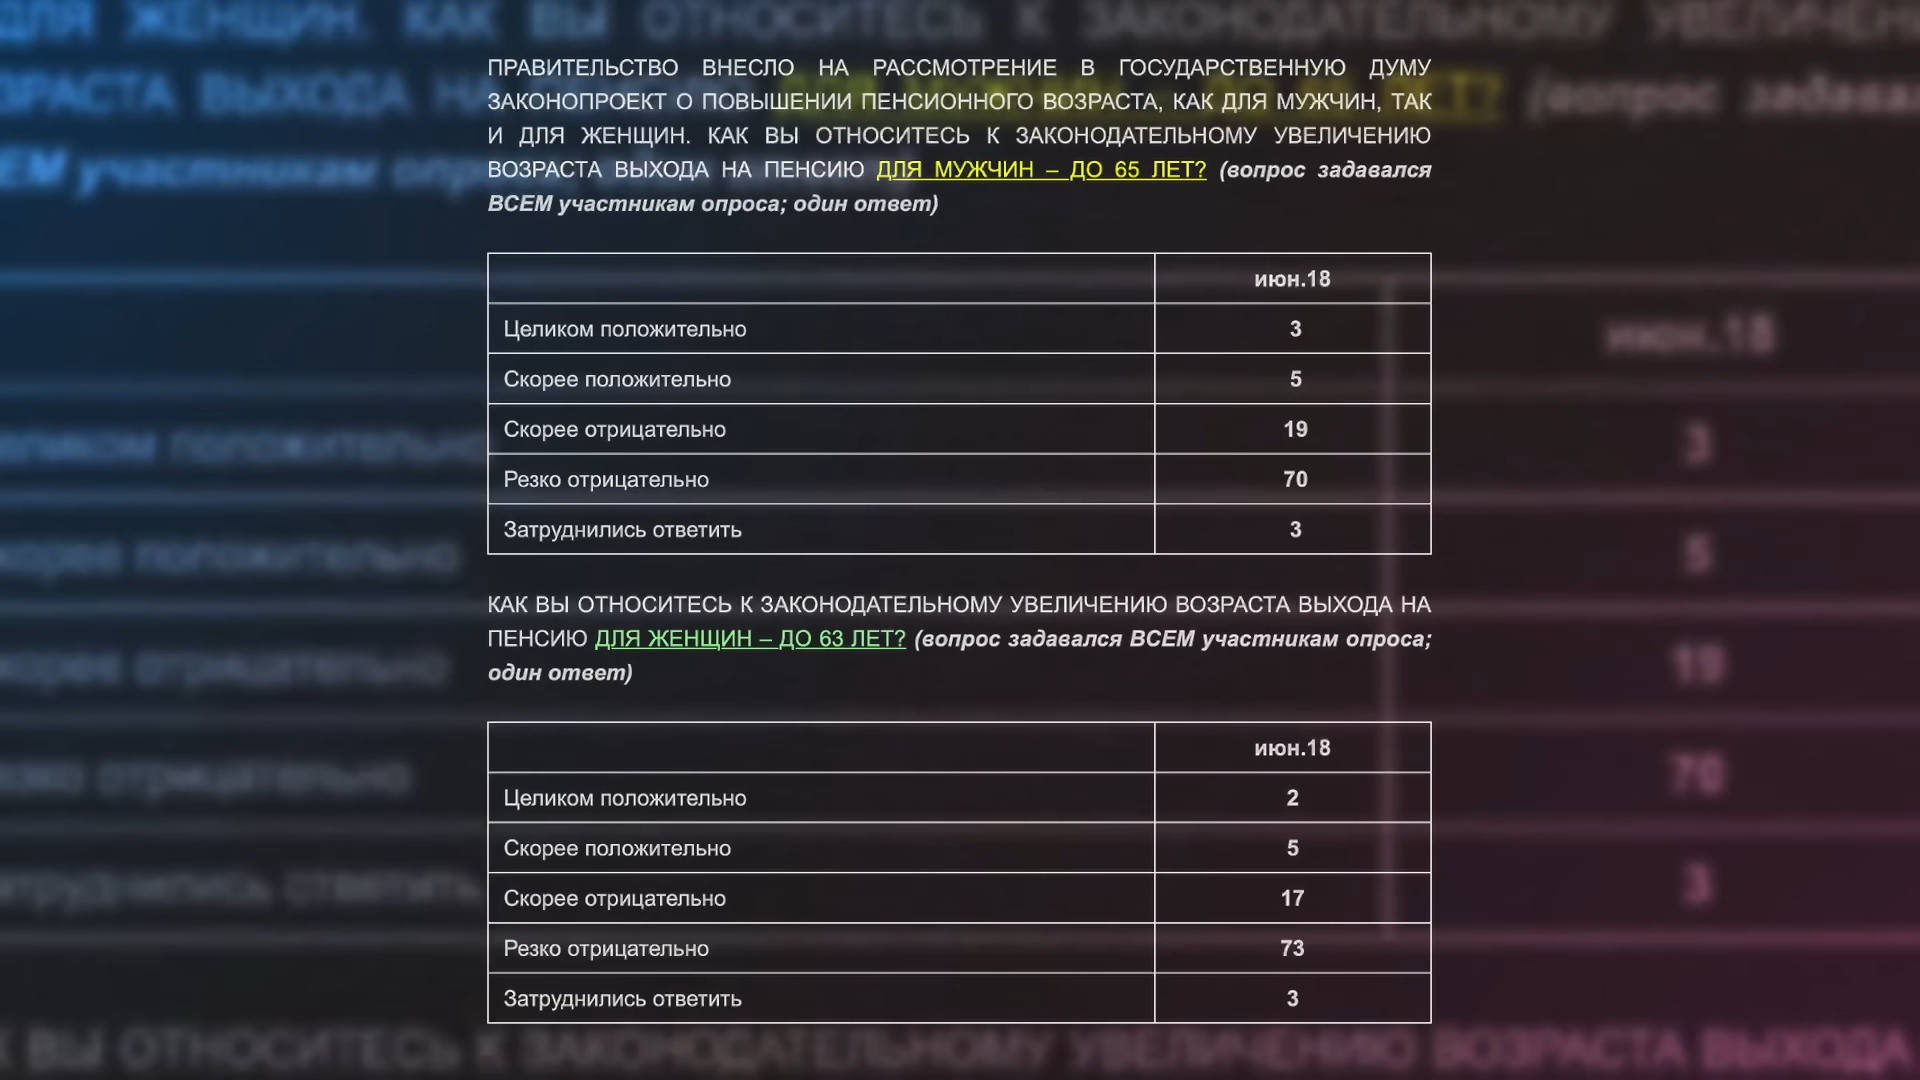 ПРАВИТЕЛЬСТВО ВНЕСЛО НА РАССМОТРЕНИЕ В ГОСУДАРСТВЕННУЮ ДУМУ
ЗАКОНОПРОЕКТ О ПОВЫШЕНИИ ПЕНСИОННОГО ВОЗРАСТА, КАК ДЛЯ МУЖЧИН, ТАК
И ДЛЯ ЖЕНЩИН. КАК ВЫ ОТНОСИТЕСЬ К ЗАКОНОДАТЕЛЬНОМУ УВЕЛИЧЕНИЮ
ВОЗРАСТА ВЫХОДА НА ПЕНСИЮ ДЛЯ МУЖЧИН – ДО 65 ЛЕТ? (вопрос задавался
ВСЕМ участникам опроса; один ответ)
июн.18
Целиком положительно 3
Скорее положительно 5
Скорее отрицательно 19
Резко отрицательно 70
Затруднились ответить 3
КАК ВЫ ОТНОСИТЕСЬ К ЗАКОНОДАТЕЛЬНОМУ УВЕЛИЧЕНИЮ ВОЗРАСТА ВЫХОДА НА
ПЕНСИЮ ДЛЯ ЖЕНЩИН – ДО 63 ЛЕТ? (вопрос задавался ВСЕМ участникам опроса;
один ответ)
июн.18
Целиком положительно 2
Скорее положительно 5
Скорее отрицательно 17
Резко отрицательно 73
Затруднились ответить 3